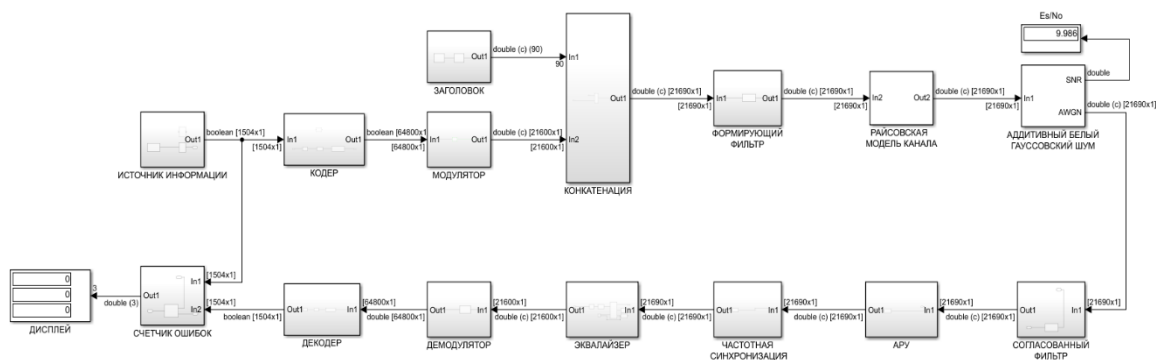 Es/No
9.986
double (c) (90)
Out1
90
In1
ЗАГОЛОВОК
SNR
double
double (c) [21690x1]
Out1
In1
Out1
double (c) [21690x1]
[21690x1]
In2
Out2
double (c) [21690x1]
[21690x1]
In1
[21690x1]
AWGN
double (c) [21690x1]
ФОРМИРУЮЩИЙ
ФИЛЬТР
РАЙСОВСКАЯ
МОДЕЛЬ КАНАЛА
АДДИТИВНЫЙ БЕЛЫЙ
ГАУССОВСКИЙ ШУМ
boolean [1504x1]
Out1
[1504x1]
In1
Out1
boolean [64800x1]
[64800x1]
In1
Out1
double (c) [21600x1]
[21600x1]
In2
ИСТОЧНИК ИНФОРМАЦИИ
КОДЕР
МОДУЛЯТОР
КОНКАТЕНАЦИЯ
0
0
0
3
double (3)
Out1
[1504x1]
In1
In2
[1504x1]
boolean [1504x1]
Out1
In1
[64800x1]
double [64800x1]
Out1
In1
[21600x1]
double (c) [21600x1]
Out1
In1
[21690x1]
double (c) [21690x1]
Out1
In1
[21690x1]
double (c) [21690x1]
Out1
In1
[21690x1]
double (c) [21690x1]
Out1
In1
[21690x1]
ДИСПЛЕЙ
СЧЕТЧИК ОШИБОК
ДЕКОДЕР
ДЕМОДУЛЯТОР
ЭКВАЛАЙЗЕР
ЧАСТОТНАЯ
СИНХРОНИЗАЦИЯ
АРУ
СОГЛАСОВАННЫЙ
ФИЛЬТР